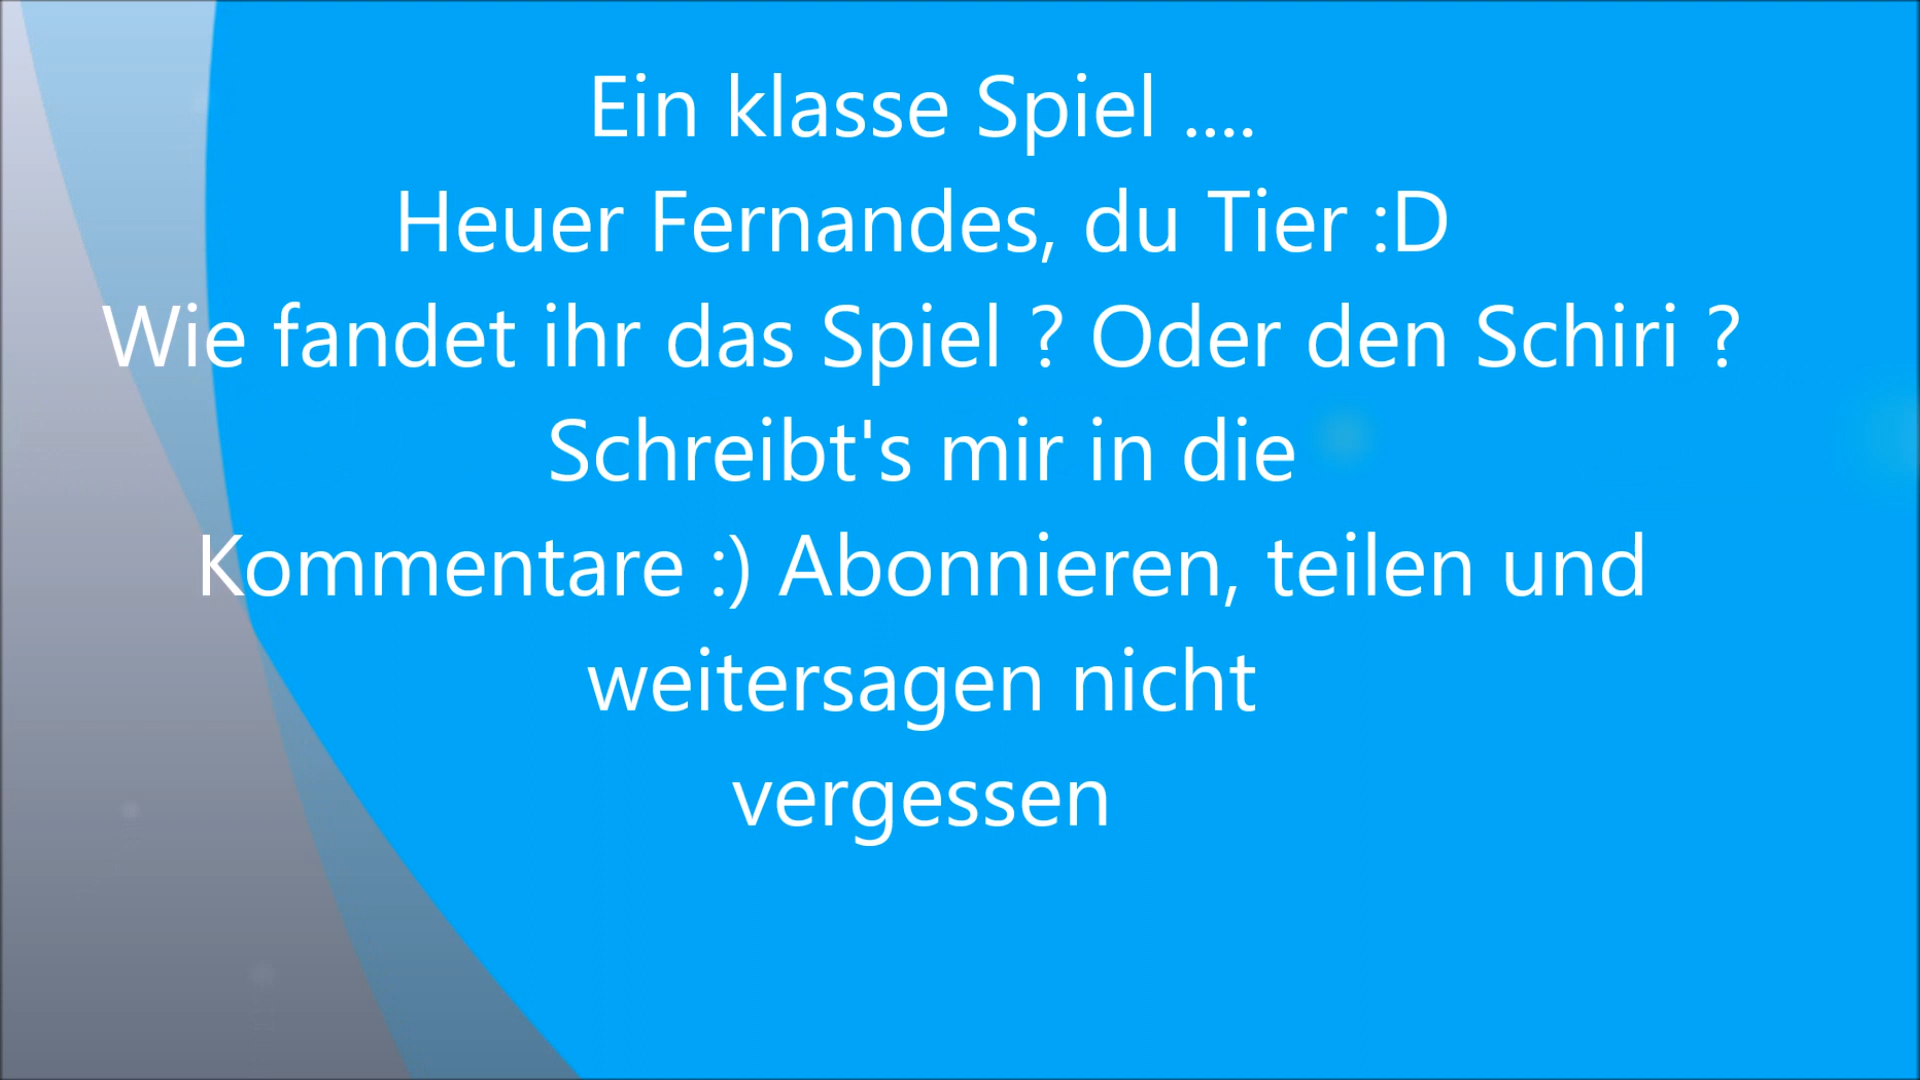 Ein klasse Spiel ....
Heuer Fernandes, du Tier :D
Wie fandet ihr das Spiel ? Oder den Schiri ?
Schreibt's mir in die
Kommentare :) Abonnieren, teilen und
weitersagen nicht
vergessen